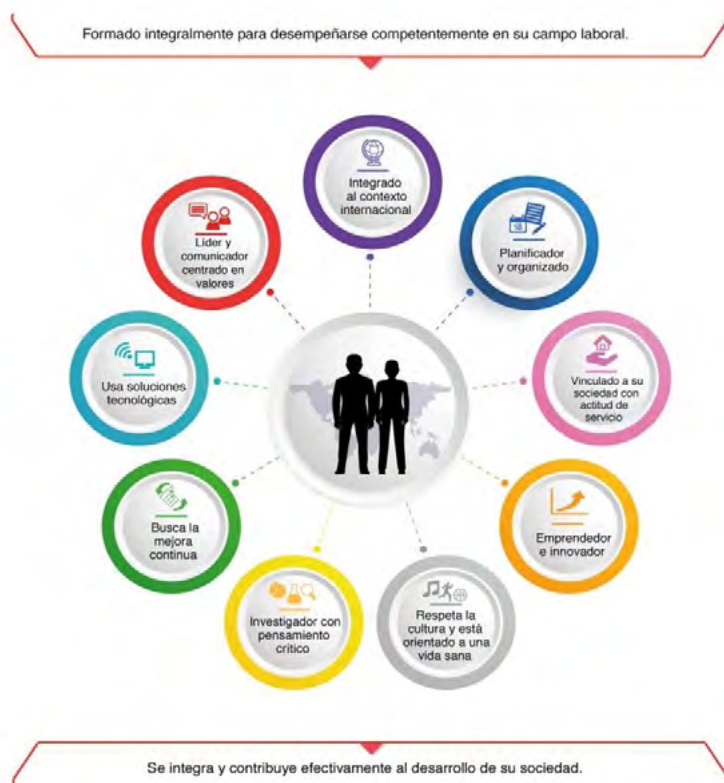 Formado integralmente para desempeñarse competentemente en su campo laboral.
Integrado
al contexto
internacional
Planificador
y organizado
Vinculado a su
sociedad con
actitud de
servicio
Emprendedor
e innovador
Respeta la
cultura y está
orientado a una
vida sana
Investigador con
pensamiento
crítico
Busca la
mejora
continua
Usa soluciones
tecnológicas
Líder y
comunicador
centrado en
valores
Se integra y contribuye efectivamente al desarrollo de su sociedad.